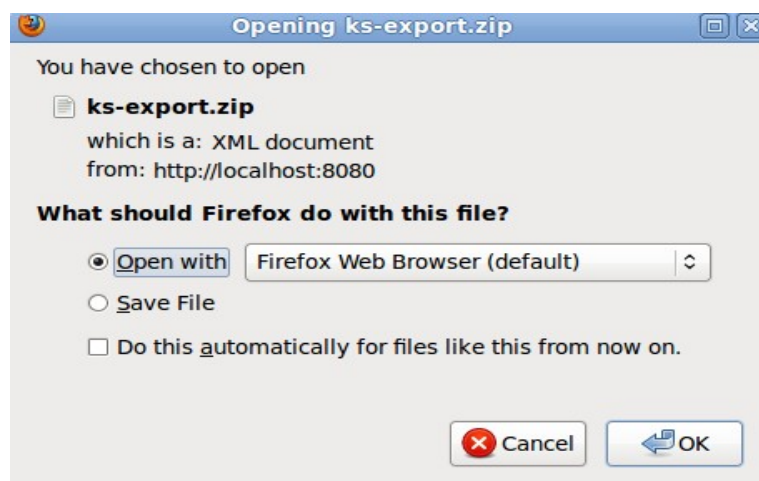 Opening ks-export.zip
You have chosen to open
ks-export.zip
which is a: XML document
from: http://localhost:8080
What should Firefox do with this file?
Open with Firefox Web Browser (default)
Save File
Do this automatically for files like this from now on.
Cancel OK